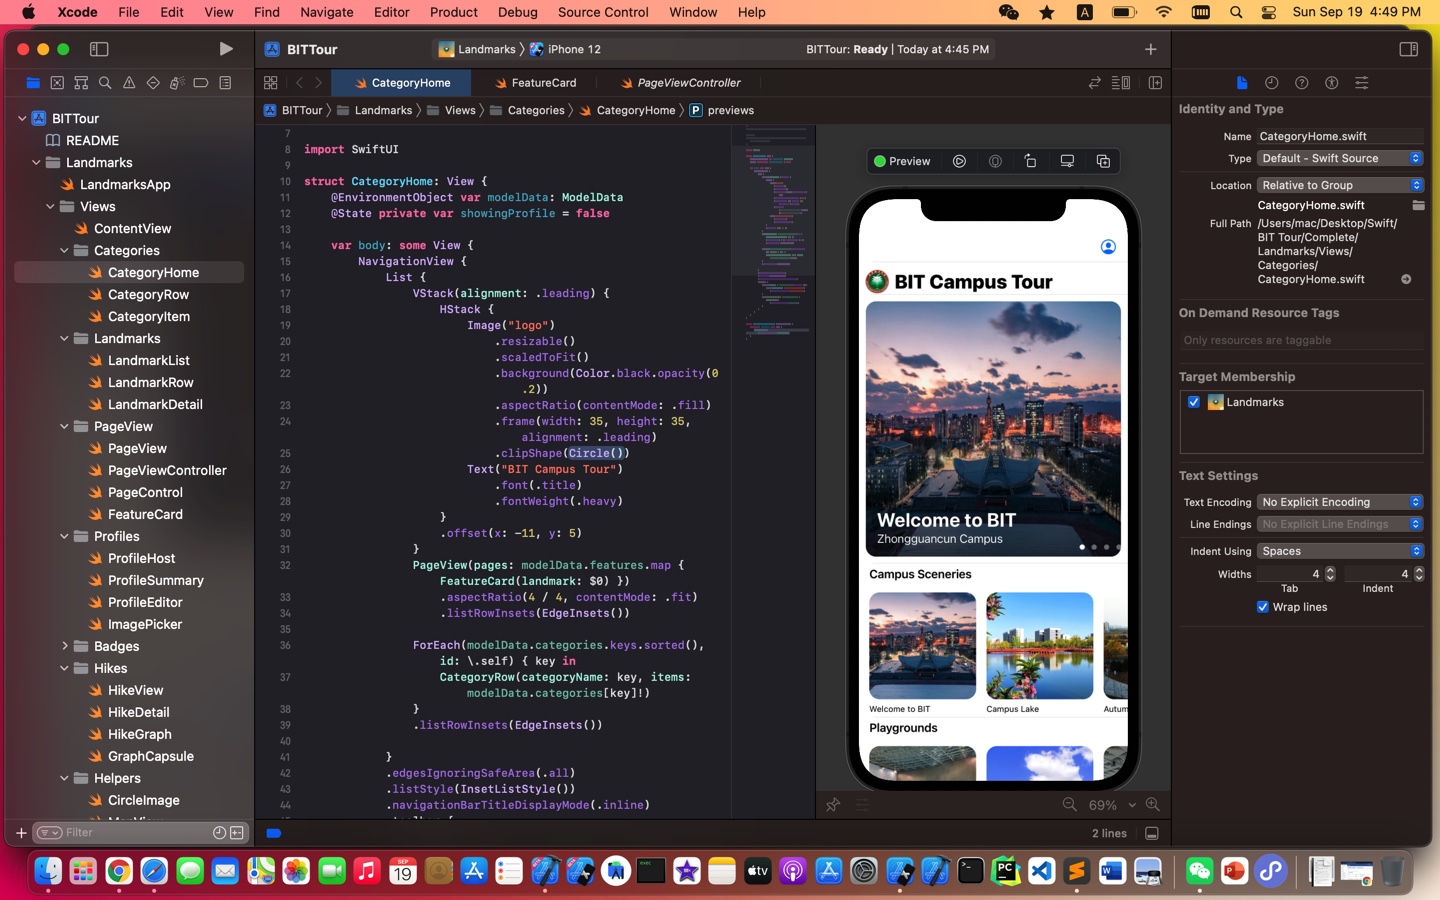 Xcode File Edit View Find Navigate Editor Product Debug Source Control Window Help
A Sun Sep 19 4:49 PM
BITTour
Landmarks 〉 iPhone 12
BITTour: Ready | Today at 4:45 PM
CategoryHome
FeatureCard
PageViewController
BITTour 〉 Landmarks 〉 Views 〉 Categories 〉 CategoryHome 〉 P previews
BITTour
README
Landmarks
LandmarksApp
Views
ContentView
Categories
CategoryHome
CategoryRow
CategoryItem
Landmarks
LandmarkList
LandmarkRow
LandmarkDetail
PageView
PageView
PageViewController
PageControl
FeatureCard
Profiles
ProfileHost
ProfileSummary
ProfileEditor
ImagePicker
Badges
Hikes
HikeView
HikeDetail
HikeGraph
GraphCapsule
Helpers
CircleImage
Filter
7
8 import SwiftUI
9
10 struct CategoryHome: View {
11 @EnvironmentObject var modelData: ModelData
12 @State private var showingProfile = false
13
14 var body: some View {
15 NavigationView {
16 List {
17 VStack(alignment: .leading) {
18 HStack {
19 Image("logo")
20 .resizable()
21 .scaledToFit()
22 .background(Color.black.opacity(0
.2))
23 .aspectRatio(contentMode: .fill)
24 .frame(width: 35, height: 35,
alignment: .leading)
25 .clipShape(Circle())
26 Text("BIT Campus Tour")
27 .font(.title)
28 .fontWeight(.heavy)
29 }
30 .offset(x: -11, y: 5)
31 }
32 PageView(pages: modelData.features.map {
FeatureCard(landmark: $0) })
33 .aspectRatio(4 / 4, contentMode: .fit)
34 .listRowInsets(EdgeInsets())
35
36 ForEach(modelData.categories.keys.sorted(),
id: \.self) { key in
37 CategoryRow(categoryName: key, items:
modelData.categories[key]!)
38 }
39 .listRowInsets(EdgeInsets())
40
41 }
42 .edgesIgnoringSafeArea(.all)
43 .listStyle(InsetListStyle())
44 .navigationBarTitleDisplayMode(.inline)
Preview
BIT Campus Tour
Welcome to BIT
Zhongguancun Campus
Campus Sceneries
Welcome to BIT
Campus Lake
Autum
Playgrounds
69%
2 lines
Identity and Type
Name CategoryHome.swift
Type Default - Swift Source
Location Relative to Group
CategoryHome.swift
Full Path /Users/mac/Desktop/Swift/
BIT Tour/Complete/
Landmarks/Views/
Categories/
CategoryHome.swift
On Demand Resource Tags
Only resources are taggable
Target Membership
Landmarks
Text Settings
Text Encoding No Explicit Encoding
Line Endings No Explicit Line Endings
Indent Using Spaces
Widths 4 4
Tab Indent
Wrap lines
SEP
19
exec
tv
PC
W
P